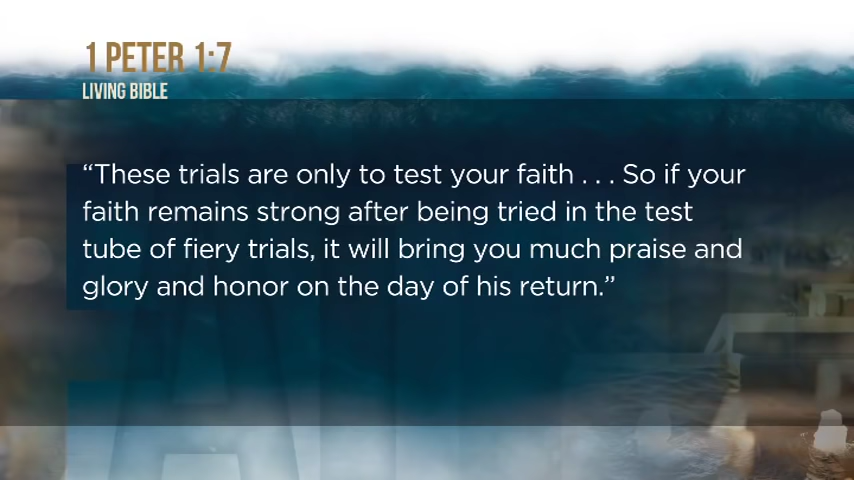 1 PETER 1:7
LIVING BIBLE
“These trials are only to test your faith . . . So if your
faith remains strong after being tried in the test
tube of fiery trials, it will bring you much praise and
glory and honor on the day of his return.”